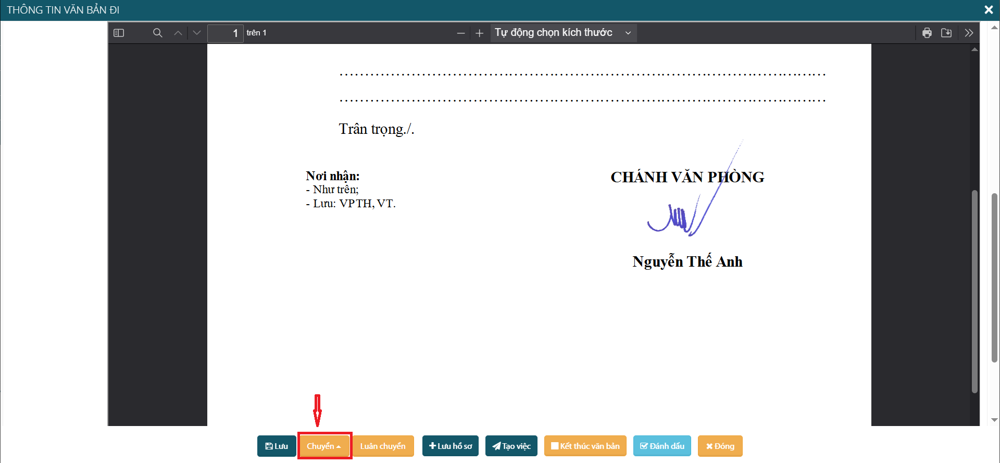 THÔNG TIN VĂN BẢN ĐI
1 trên 1
Tự động chọn kích thước
……………………………………………………………………………………
……………………………………………………………………………………
Trân trọng./.
Nơi nhận:
- Như trên;
- Lưu: VPTH, VT.
CHÁNH VĂN PHÒNG
Nguyễn Thế Anh
Lưu
Chuyển
Luân chuyển
Lưu hồ sơ
Tạo việc
Kết thúc văn bản
Đánh dấu
Đóng